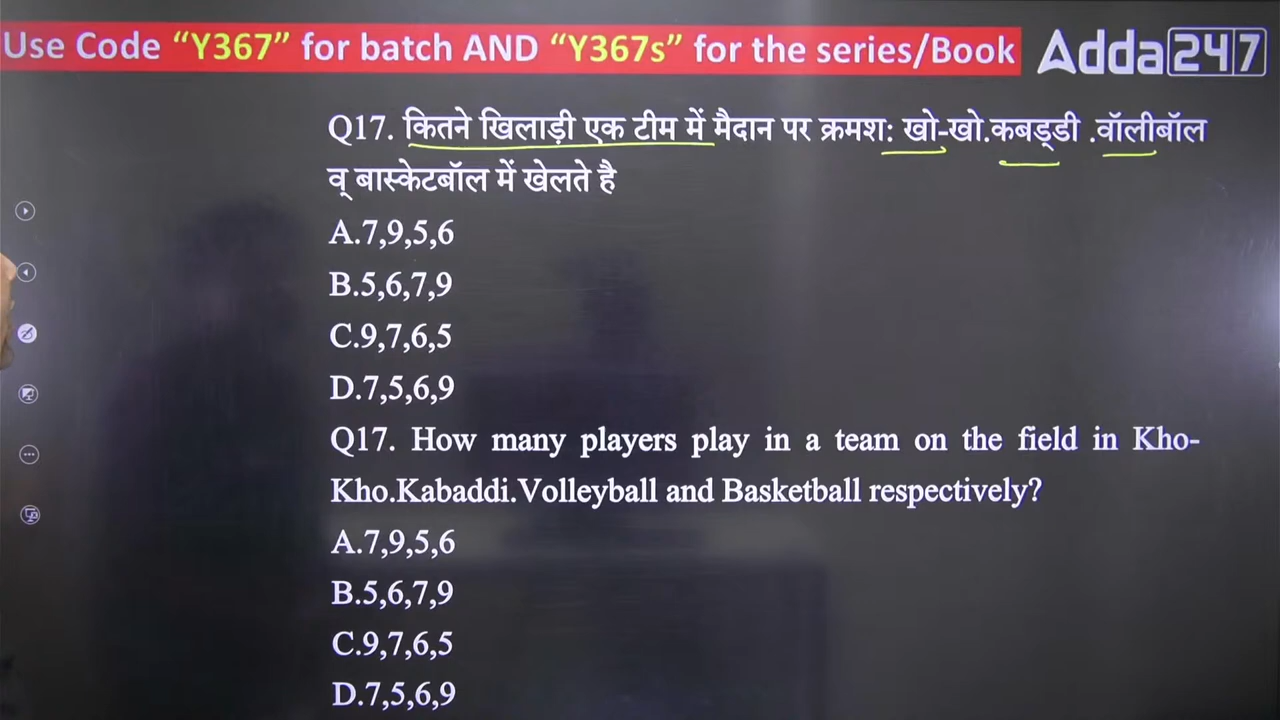 Use Code “Y367” for batch AND “Y367s” for the series/Book
Adda247
Q17. कितने खिलाड़ी एक टीम में मैदान पर क्रमश: खो-खो.कबड्डी .वॉलीबॉल
व् बास्केटबॉल में खेलते है
A.7,9,5,6
B.5,6,7,9
C.9,7,6,5
D.7,5,6,9
Q17. How many players play in a team on the field in Kho-
Kho.Kabaddi.Volleyball and Basketball respectively?
A.7,9,5,6
B.5,6,7,9
C.9,7,6,5
D.7,5,6,9